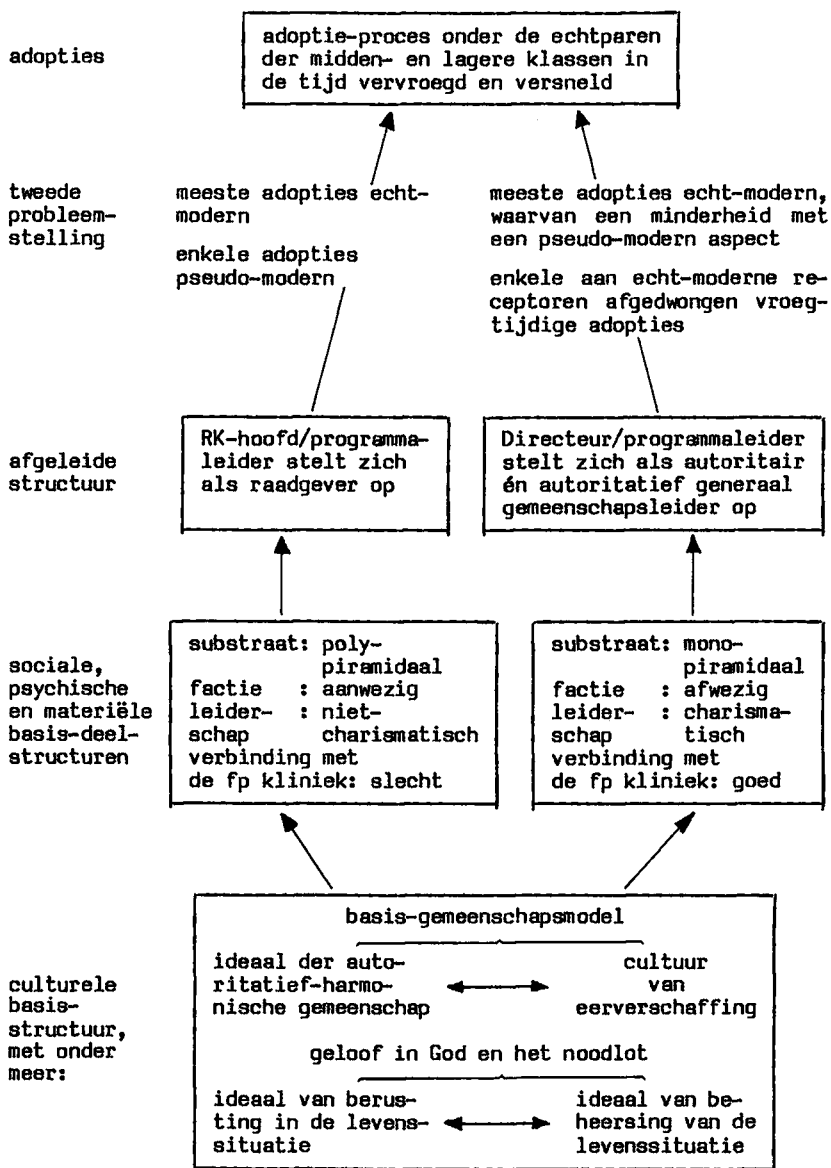 adopties
adoptie-proces onder de echtparen
der midden- en lagere klassen in
de tijd vervroegd en versneld
tweede
probleem-
stelling
meeste adopties echt-
modern
enkele adopties
pseudo-modern
meeste adopties echt-modern,
waarvan een minderheid met
een pseudo-modern aspect
enkele aan echt-moderne re-
ceptoren afgedwongen vroeg-
tijdige adopties
afgeleide
structuur
RK-hoofd/programma-
leider stelt zich
als raadgever op
Directeur/programmaleider
stelt zich als autoritair
én autoritatief generaal
gemeenschapsleider op
sociale,
psychische
en materiële
basis-deel-
structuren
substraat: poly-
piramidaal
factie : aanwezig
leider- : niet-
schap charismatisch
verbinding met
de fp kliniek: slecht
substraat: mono-
piramidaal
factie : afwezig
leider- : charisma-
schap tisch
verbinding met
de fp kliniek: goed
culturele
basis-
structuur,
met onder
meer:
basis-gemeenschapsmodel
ideaal der auto-
ritatief-harmo-
nische gemeenschap
cultuur
van
eerverschaffing
geloof in God en het noodlot
ideaal van berus-
ting in de levens-
situatie
ideaal van be-
heersing van de
levenssituatie